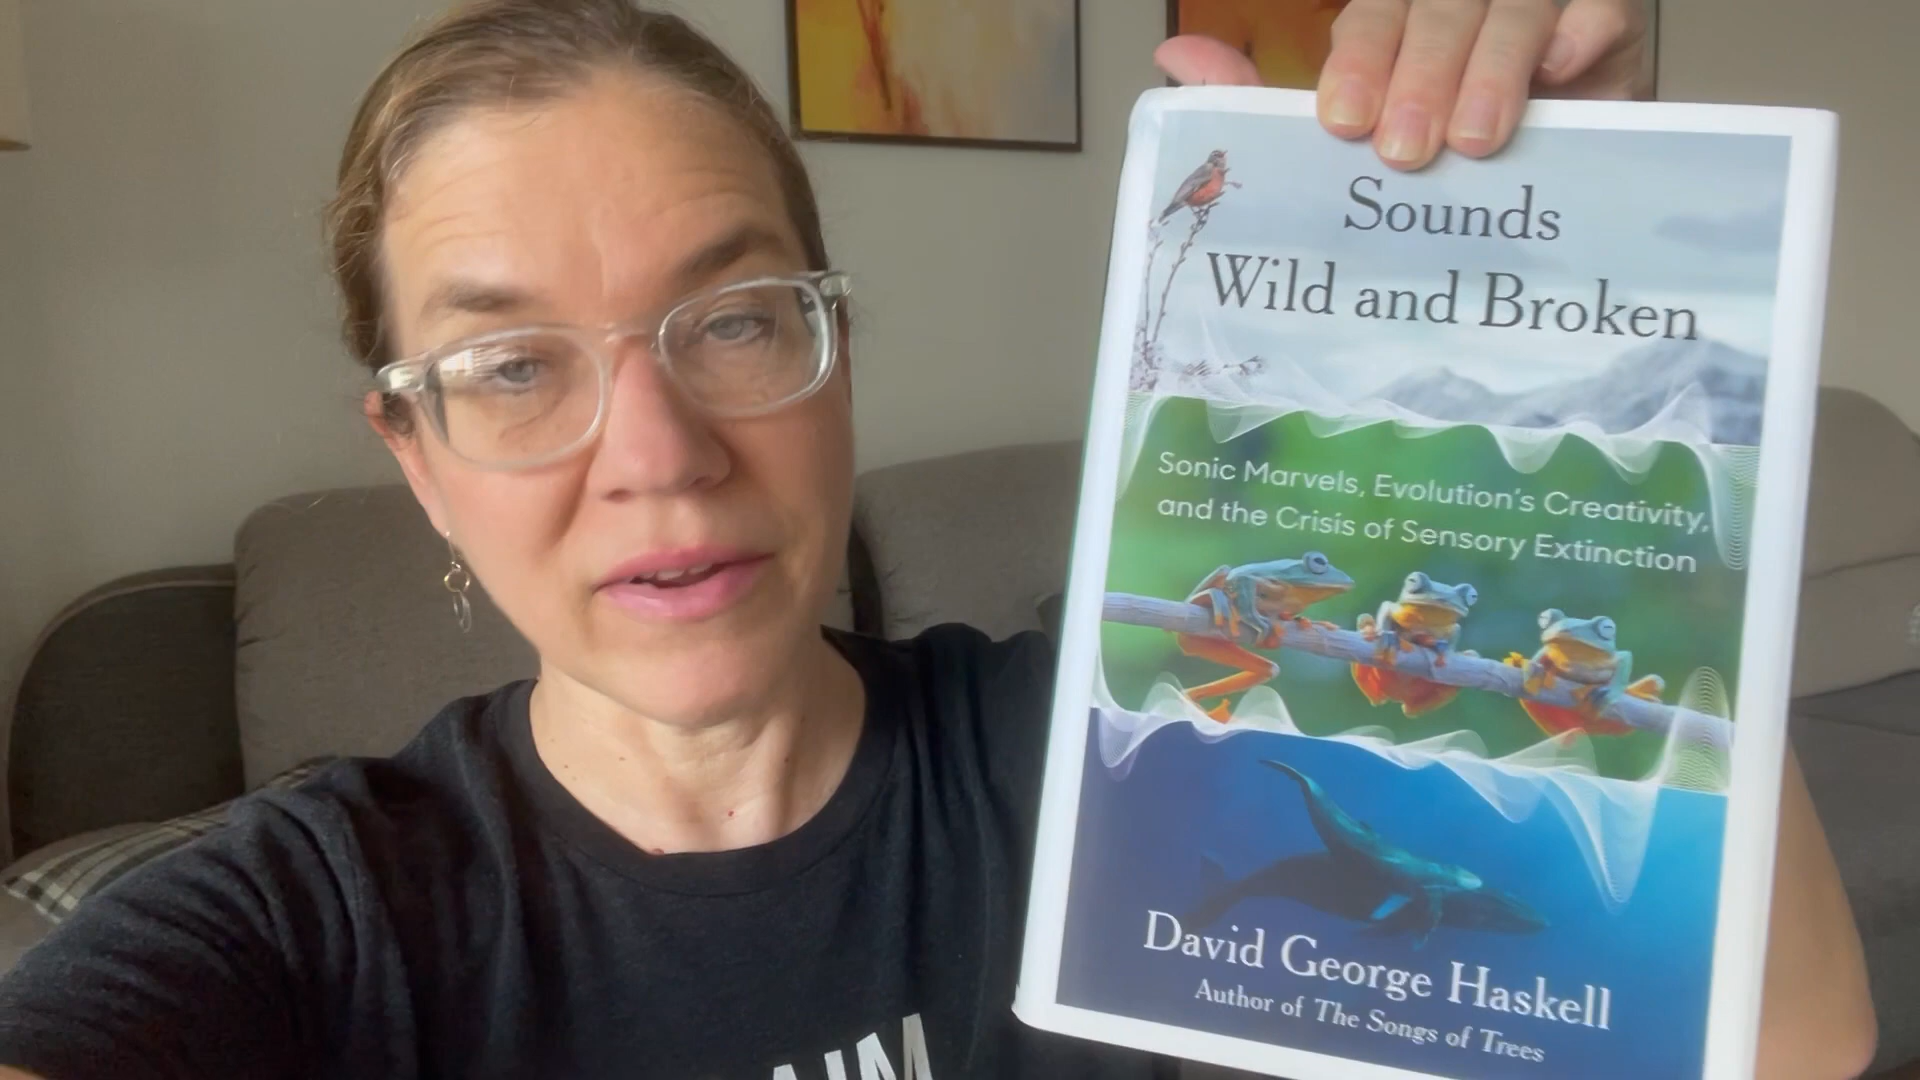 Sounds
Wild and Broken
Sonic Marvels, Evolution's Creativity,
and the Crisis of Sensory Extinction
David George Haskell
Author of The Songs of Trees